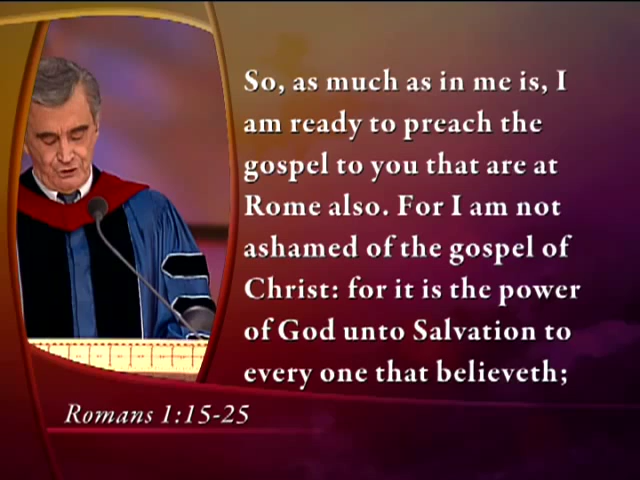 So, as much as in me is, I
am ready to preach the
gospel to you that are at
Rome also. For I am not
ashamed of the gospel of
Christ: for it is the power
of God unto Salvation to
every one that believeth;
Romans 1:15-25